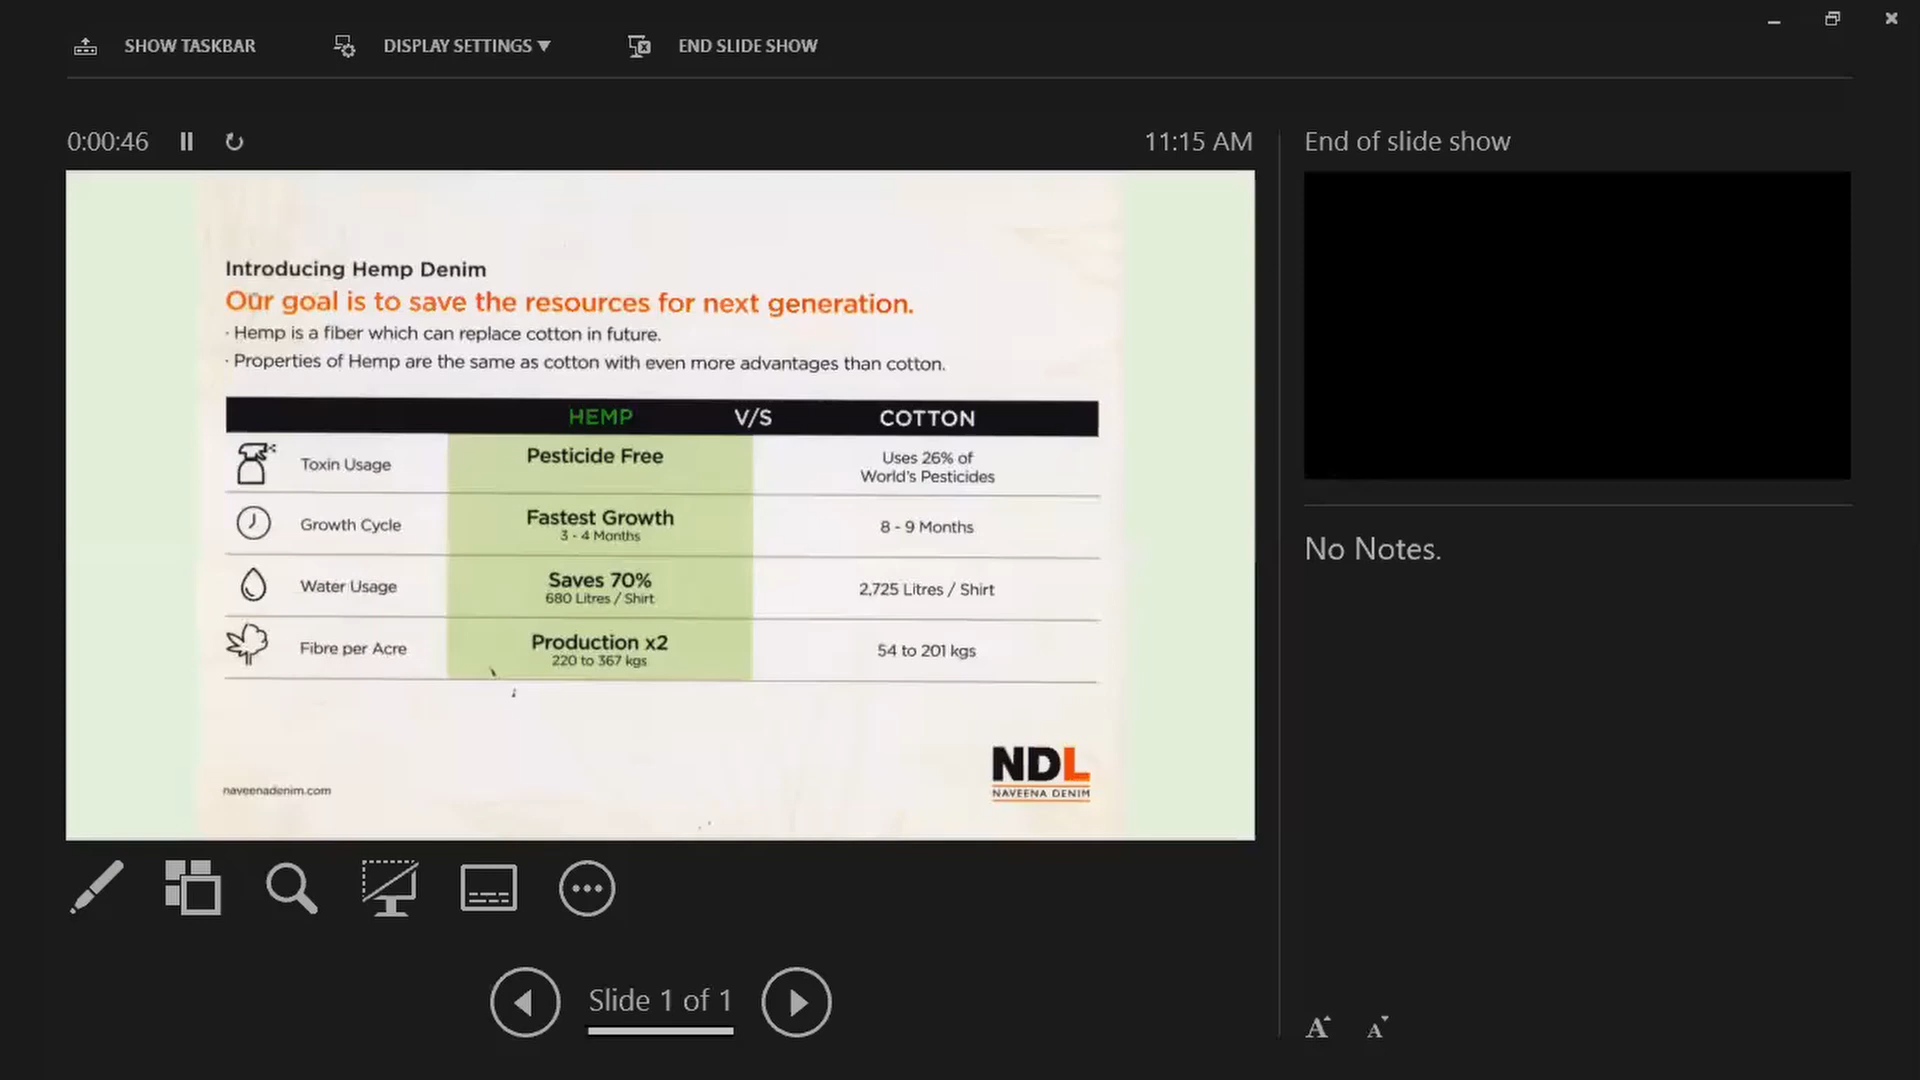 SHOW TASKBAR
DISPLAY SETTINGS ▼
END SLIDE SHOW
0:00:46
11:15 AM
End of slide show
Introducing Hemp Denim
Our goal is to save the resources for next generation.
· Hemp is a fiber which can replace cotton in future.
· Properties of Hemp are the same as cotton with even more advantages than cotton.
HEMP V/S COTTON
Toxin Usage
Pesticide Free
Uses 26% of
World's Pesticides
Growth Cycle
Fastest Growth
3 - 4 Months
8 - 9 Months
Water Usage
Saves 70%
680 Litres / Shirt
2,725 Litres / Shirt
Fibre per Acre
Production x2
220 to 367 kgs
54 to 201 kgs
naveenadenim.com
NDL
NAVEENA DENIM
No Notes.
Slide 1 of 1
A A